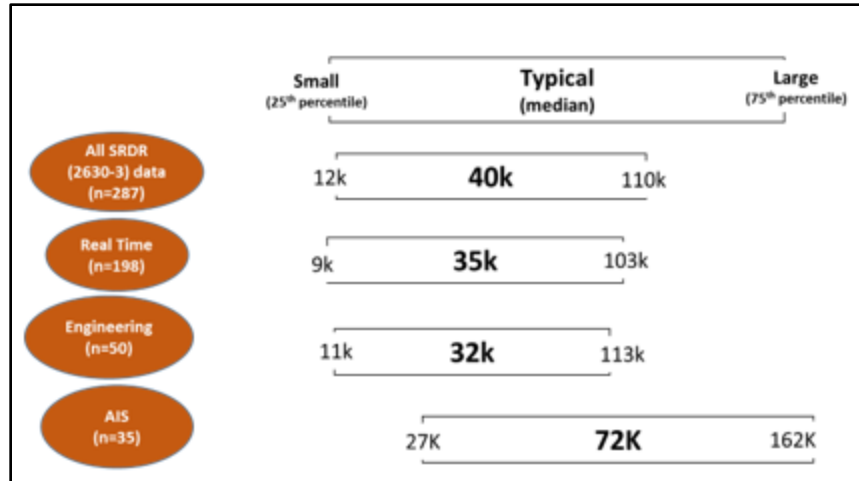 Small
(25th percentile)
Typical
(median)
Large
(75th percentile)
All SRDR
(2630-3) data
(n=287)
12k
40k
110k
Real Time
(n=198)
9k
35k
103k
Engineering
(n=50)
11k
32k
113k
AIS
(n=35)
27K
72K
162K